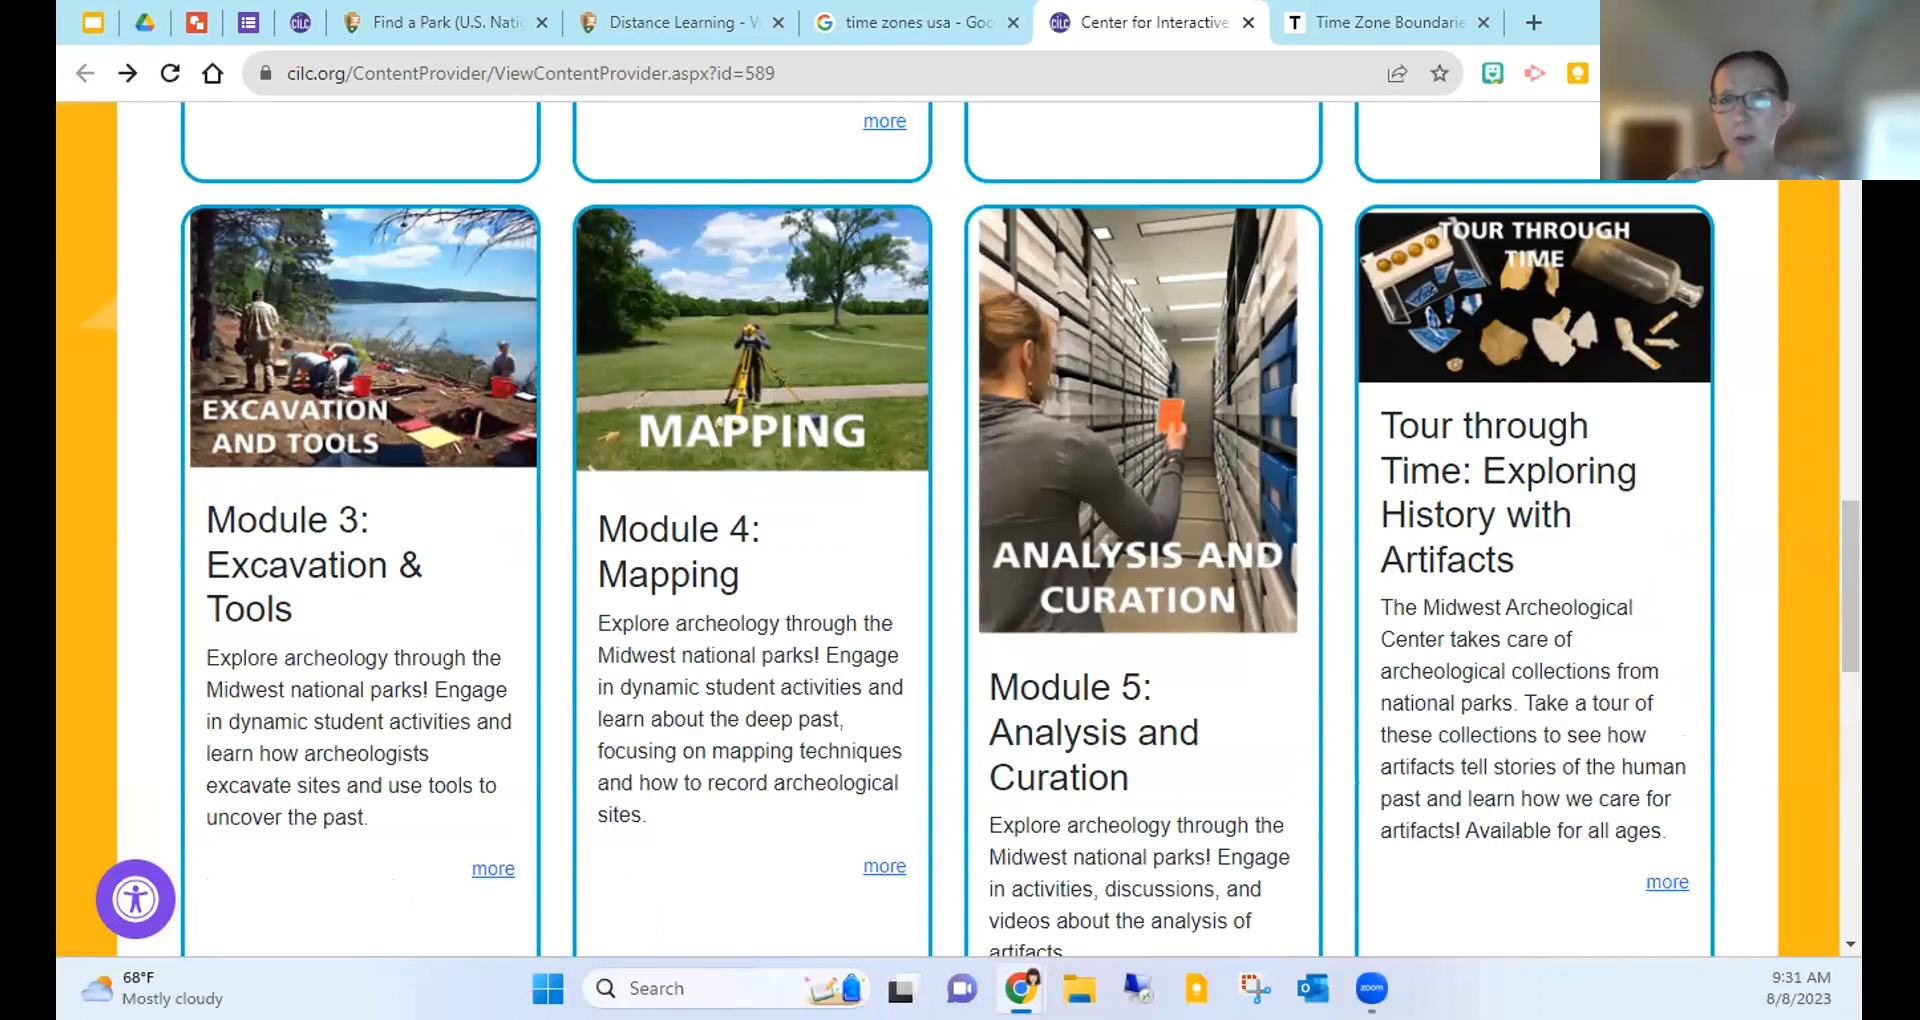 Find a Park (U.S. Nati
Distance Learning - W
time zones usa - Goo
Center for Interactive
Time Zone Boundarie
cilc.org/ContentProvider/ViewContentProvider.aspx?id=589
more
EXCAVATION
AND TOOLS
Module 3:
Excavation &
Tools
Explore archeology through the
Midwest national parks! Engage
in dynamic student activities and
learn how archeologists
excavate sites and use tools to
uncover the past.
more
MAPPING
Module 4:
Mapping
Explore archeology through the
Midwest national parks! Engage
in dynamic student activities and
learn about the deep past,
focusing on mapping techniques
and how to record archeological
sites.
more
ANALYSIS AND
CURATION
Module 5:
Analysis and
Curation
Explore archeology through the
Midwest national parks! Engage
in activities, discussions, and
videos about the analysis of
artifacts
TOUR THROUGH
TIME
Tour through
Time: Exploring
History with
Artifacts
The Midwest Archeological
Center takes care of
archeological collections from
national parks. Take a tour of
these collections to see how
artifacts tell stories of the human
past and learn how we care for
artifacts! Available for all ages.
more
68°F
Mostly cloudy
Search
zoom
9:31 AM
8/8/2023